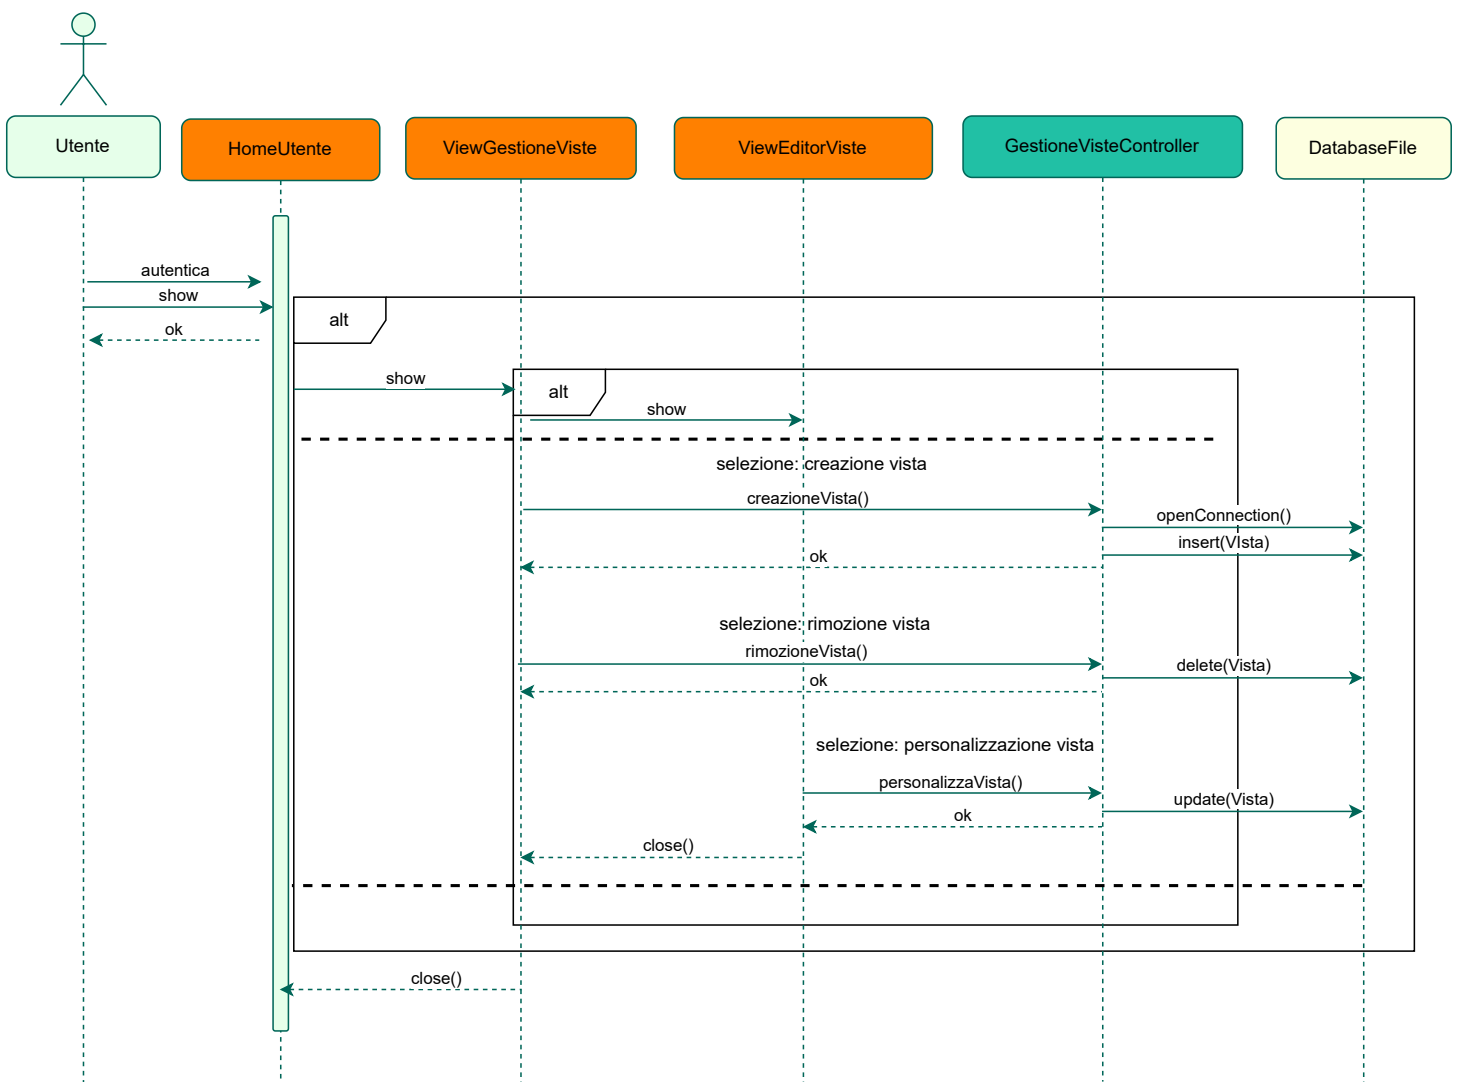 Utente
HomeUtente
ViewGestioneViste
ViewEditorViste
GestioneVisteController
DatabaseFile
autentica
show
alt
ok
show
alt
show
selezione: creazione vista
creazioneVista()
openConnection()
insert(VIsta)
ok
selezione: rimozione vista
rimozioneVista()
delete(Vista)
ok
selezione: personalizzazione vista
personalizzaVista()
update(Vista)
ok
close()
close()